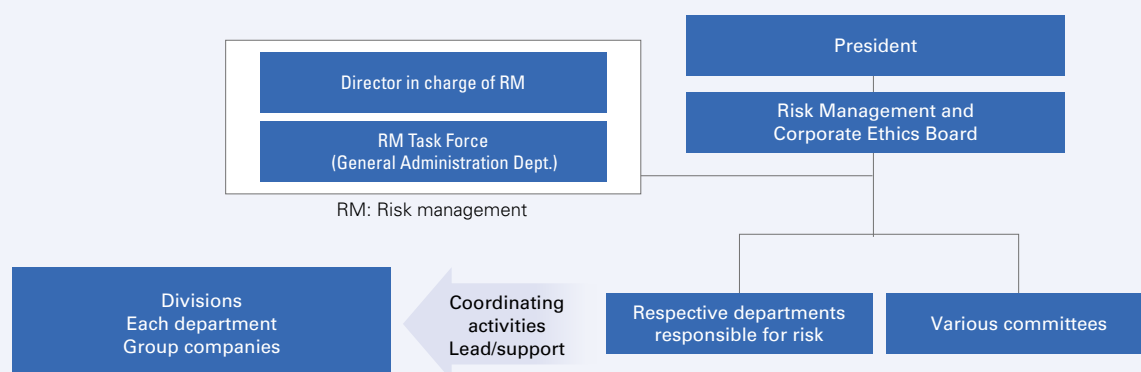 President
Risk Management and
Corporate Ethics Board
Director in charge of RM
RM Task Force
(General Administration Dept.)
RM: Risk management
Divisions
Each department
Group companies
Coordinating
activities
Lead/support
Respective departments
responsible for risk
Various committees